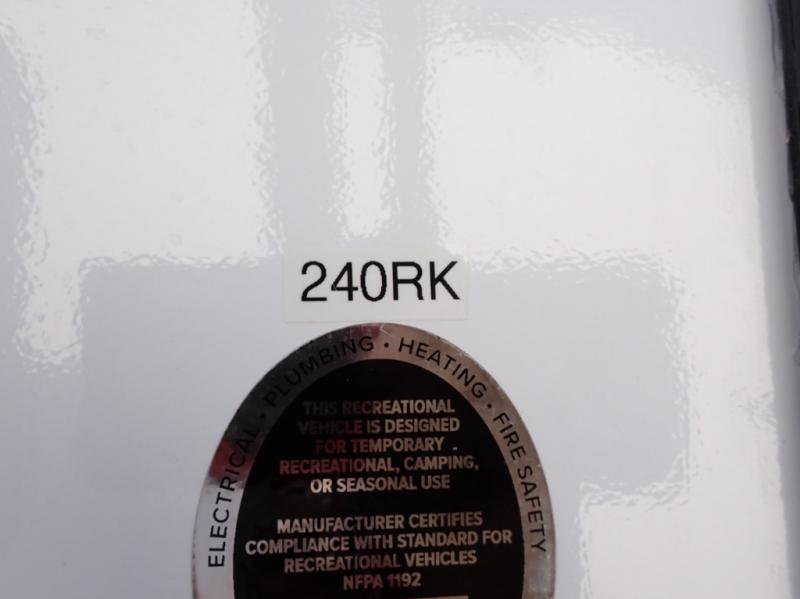 240RK
ELECTRICAL • PLUMBING • HEATING • FIRE SAFETY
THIS RECREATIONAL
VEHICLE IS DESIGNED
FOR TEMPORARY
RECREATIONAL, CAMPING,
OR SEASONAL USE
MANUFACTURER CERTIFIES
COMPLIANCE WITH STANDARD FOR
RECREATIONAL VEHICLES
NFPA 1192